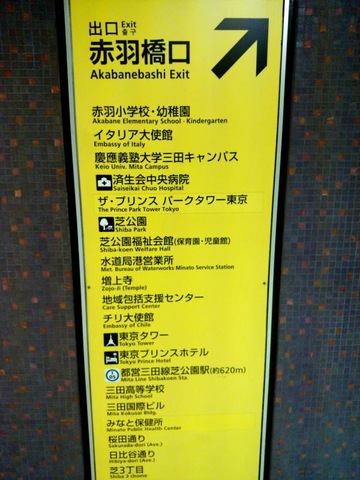 出口 Exit 출구
赤羽橋口
Akabanebashi Exit
赤羽小学校・幼稚園
Akabane Elementary School・Kindergarten
イタリア大使館
Embassy of Italy
慶應義塾大学三田キャンパス
Keio Univ. Mita Campus
済生会中央病院
Saiseikai Chuo Hospital
ザ・プリンス パークタワー東京
The Prince Park Tower Tokyo
芝公園
Shiba Park
芝公園福祉会館(保育園・児童館)
Shiba-koen Welfare Hall
水道局港営業所
Met. Bureau of Waterworks Minato Service Station
増上寺
Zojo-ji (Temple)
地域包括支援センター
Care Support Center
チリ大使館
Embassy of Chile
東京タワー
Tokyo Tower
東京プリンスホテル
Tokyo Prince Hotel
都営三田線芝公園駅(約620m)
Mita Line Shibakoen Sta.
三田高等学校
Mita High School
三田国際ビル
Mita Kokusai Bldg.
みなと保健所
Minato Public Health Center
桜田通り
Sakurada-dori (Ave.)
日比谷通り
Hibiya-dori (Ave.)
芝3丁目
Shiba 3 chome